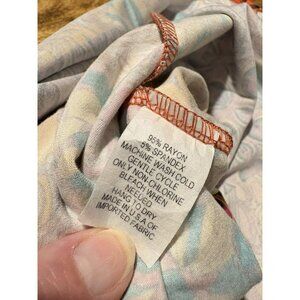 95% RAYON
5% SPANDEX
MACHINE WASH COLD
GENTLE CYCLE
ONLY NON-CHLORINE
BLEACH WHEN
NEEDED
HANG TO DRY
MADE IN U.S.A OF
IMPORTED FABRIC.